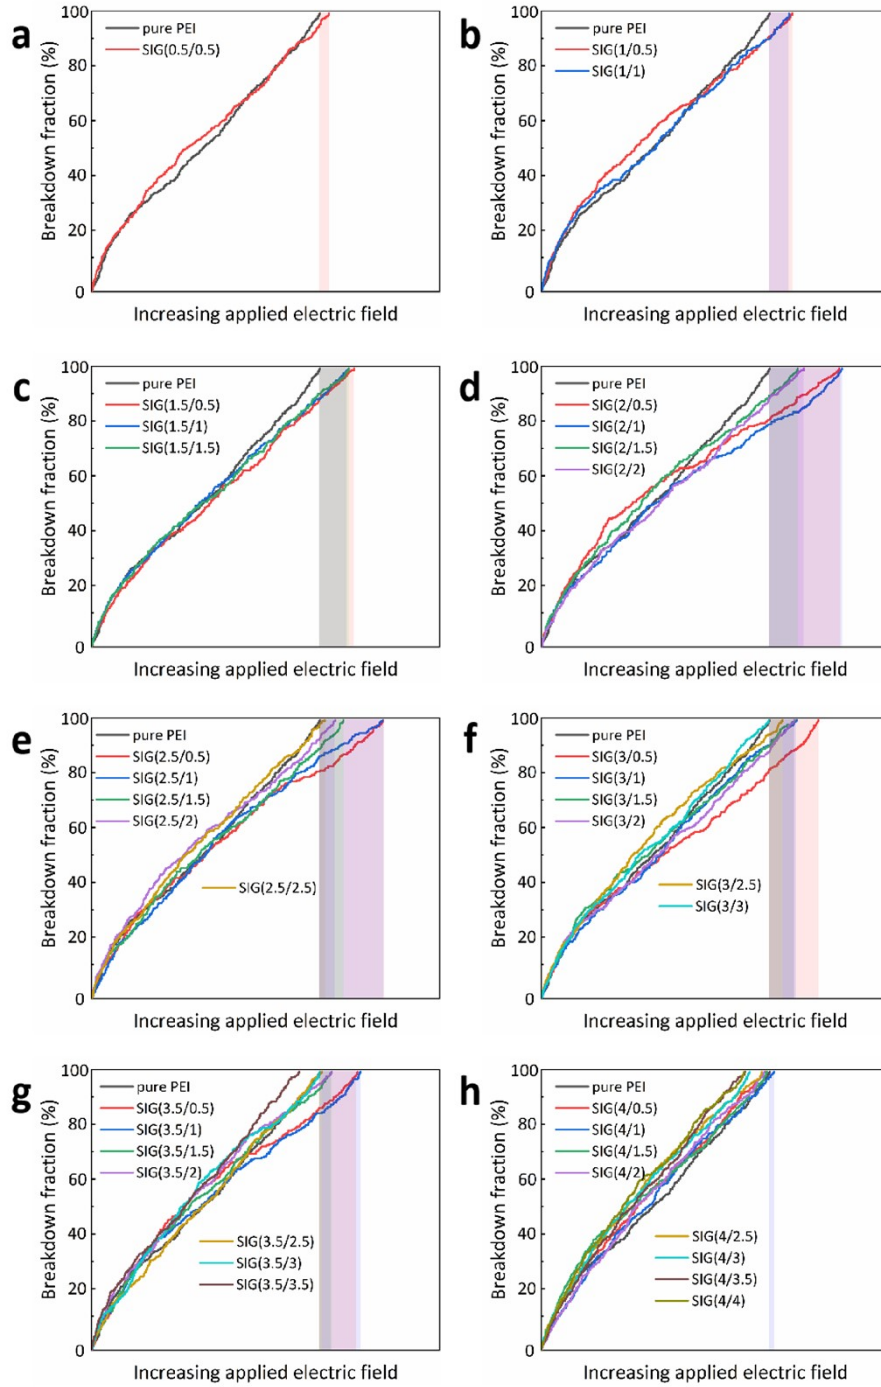 a
Breakdown fraction (%)
100
80
60
40
20
0
pure PEI
SIG(0.5/0.5)
Increasing applied electric field
b
Breakdown fraction (%)
100
80
60
40
20
0
pure PEI
SIG(1/0.5)
SIG(1/1)
Increasing applied electric field
c
Breakdown fraction (%)
100
80
60
40
20
0
pure PEI
SIG(1.5/0.5)
SIG(1.5/1)
SIG(1.5/1.5)
Increasing applied electric field
d
Breakdown fraction (%)
100
80
60
40
20
0
pure PEI
SIG(2/0.5)
SIG(2/1)
SIG(2/1.5)
SIG(2/2)
Increasing applied electric field
e
Breakdown fraction (%)
100
80
60
40
20
0
pure PEI
SIG(2.5/0.5)
SIG(2.5/1)
SIG(2.5/1.5)
SIG(2.5/2)
SIG(2.5/2.5)
Increasing applied electric field
f
Breakdown fraction (%)
100
80
60
40
20
0
pure PEI
SIG(3/0.5)
SIG(3/1)
SIG(3/1.5)
SIG(3/2)
SIG(3/2.5)
SIG(3/3)
Increasing applied electric field
g
Breakdown fraction (%)
100
80
60
40
20
0
pure PEI
SIG(3.5/0.5)
SIG(3.5/1)
SIG(3.5/1.5)
SIG(3.5/2)
SIG(3.5/2.5)
SIG(3.5/3)
SIG(3.5/3.5)
Increasing applied electric field
h
Breakdown fraction (%)
100
80
60
40
20
0
pure PEI
SIG(4/0.5)
SIG(4/1)
SIG(4/1.5)
SIG(4/2)
SIG(4/2.5)
SIG(4/3)
SIG(4/3.5)
SIG(4/4)
Increasing applied electric field